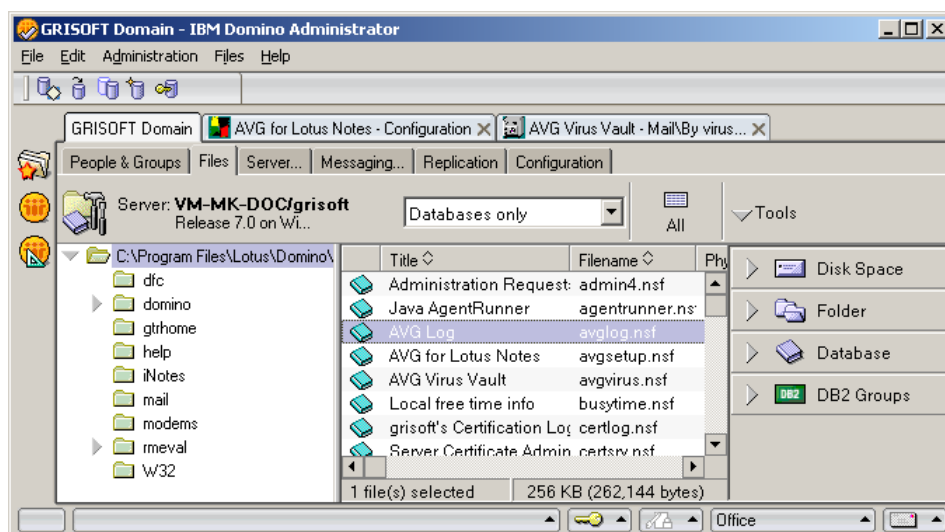 GRISOFT Domain - IBM Domino Administrator
File Edit Administration Files Help
GRISOFT Domain AVG for Lotus Notes - Configuration AVG Virus Vault - Mail\By virus...
People & Groups Files Server... Messaging... Replication Configuration
Server: VM-MK-DOC/grisoft
Release 7.0 on Wi...
Databases only
All
Tools
C:\Program Files\Lotus\Domino\
dfc
domino
gtrhome
help
iNotes
mail
modems
rmeval
W32
Title Filename Phy
Administration Request: admin4.nsf
Java AgentRunner agentrunner.ns
AVG Log avglog.nsf
AVG for Lotus Notes avgsetup.nsf
AVG Virus Vault avgvirus.nsf
Local free time info busytime.nsf
grisoft's Certification Log certlog.nsf
Server Certificate Admin certsrv.nsf
1 file(s) selected 256 KB (262,144 bytes)
Disk Space
Folder
Database
DB2 DB2 Groups
Office